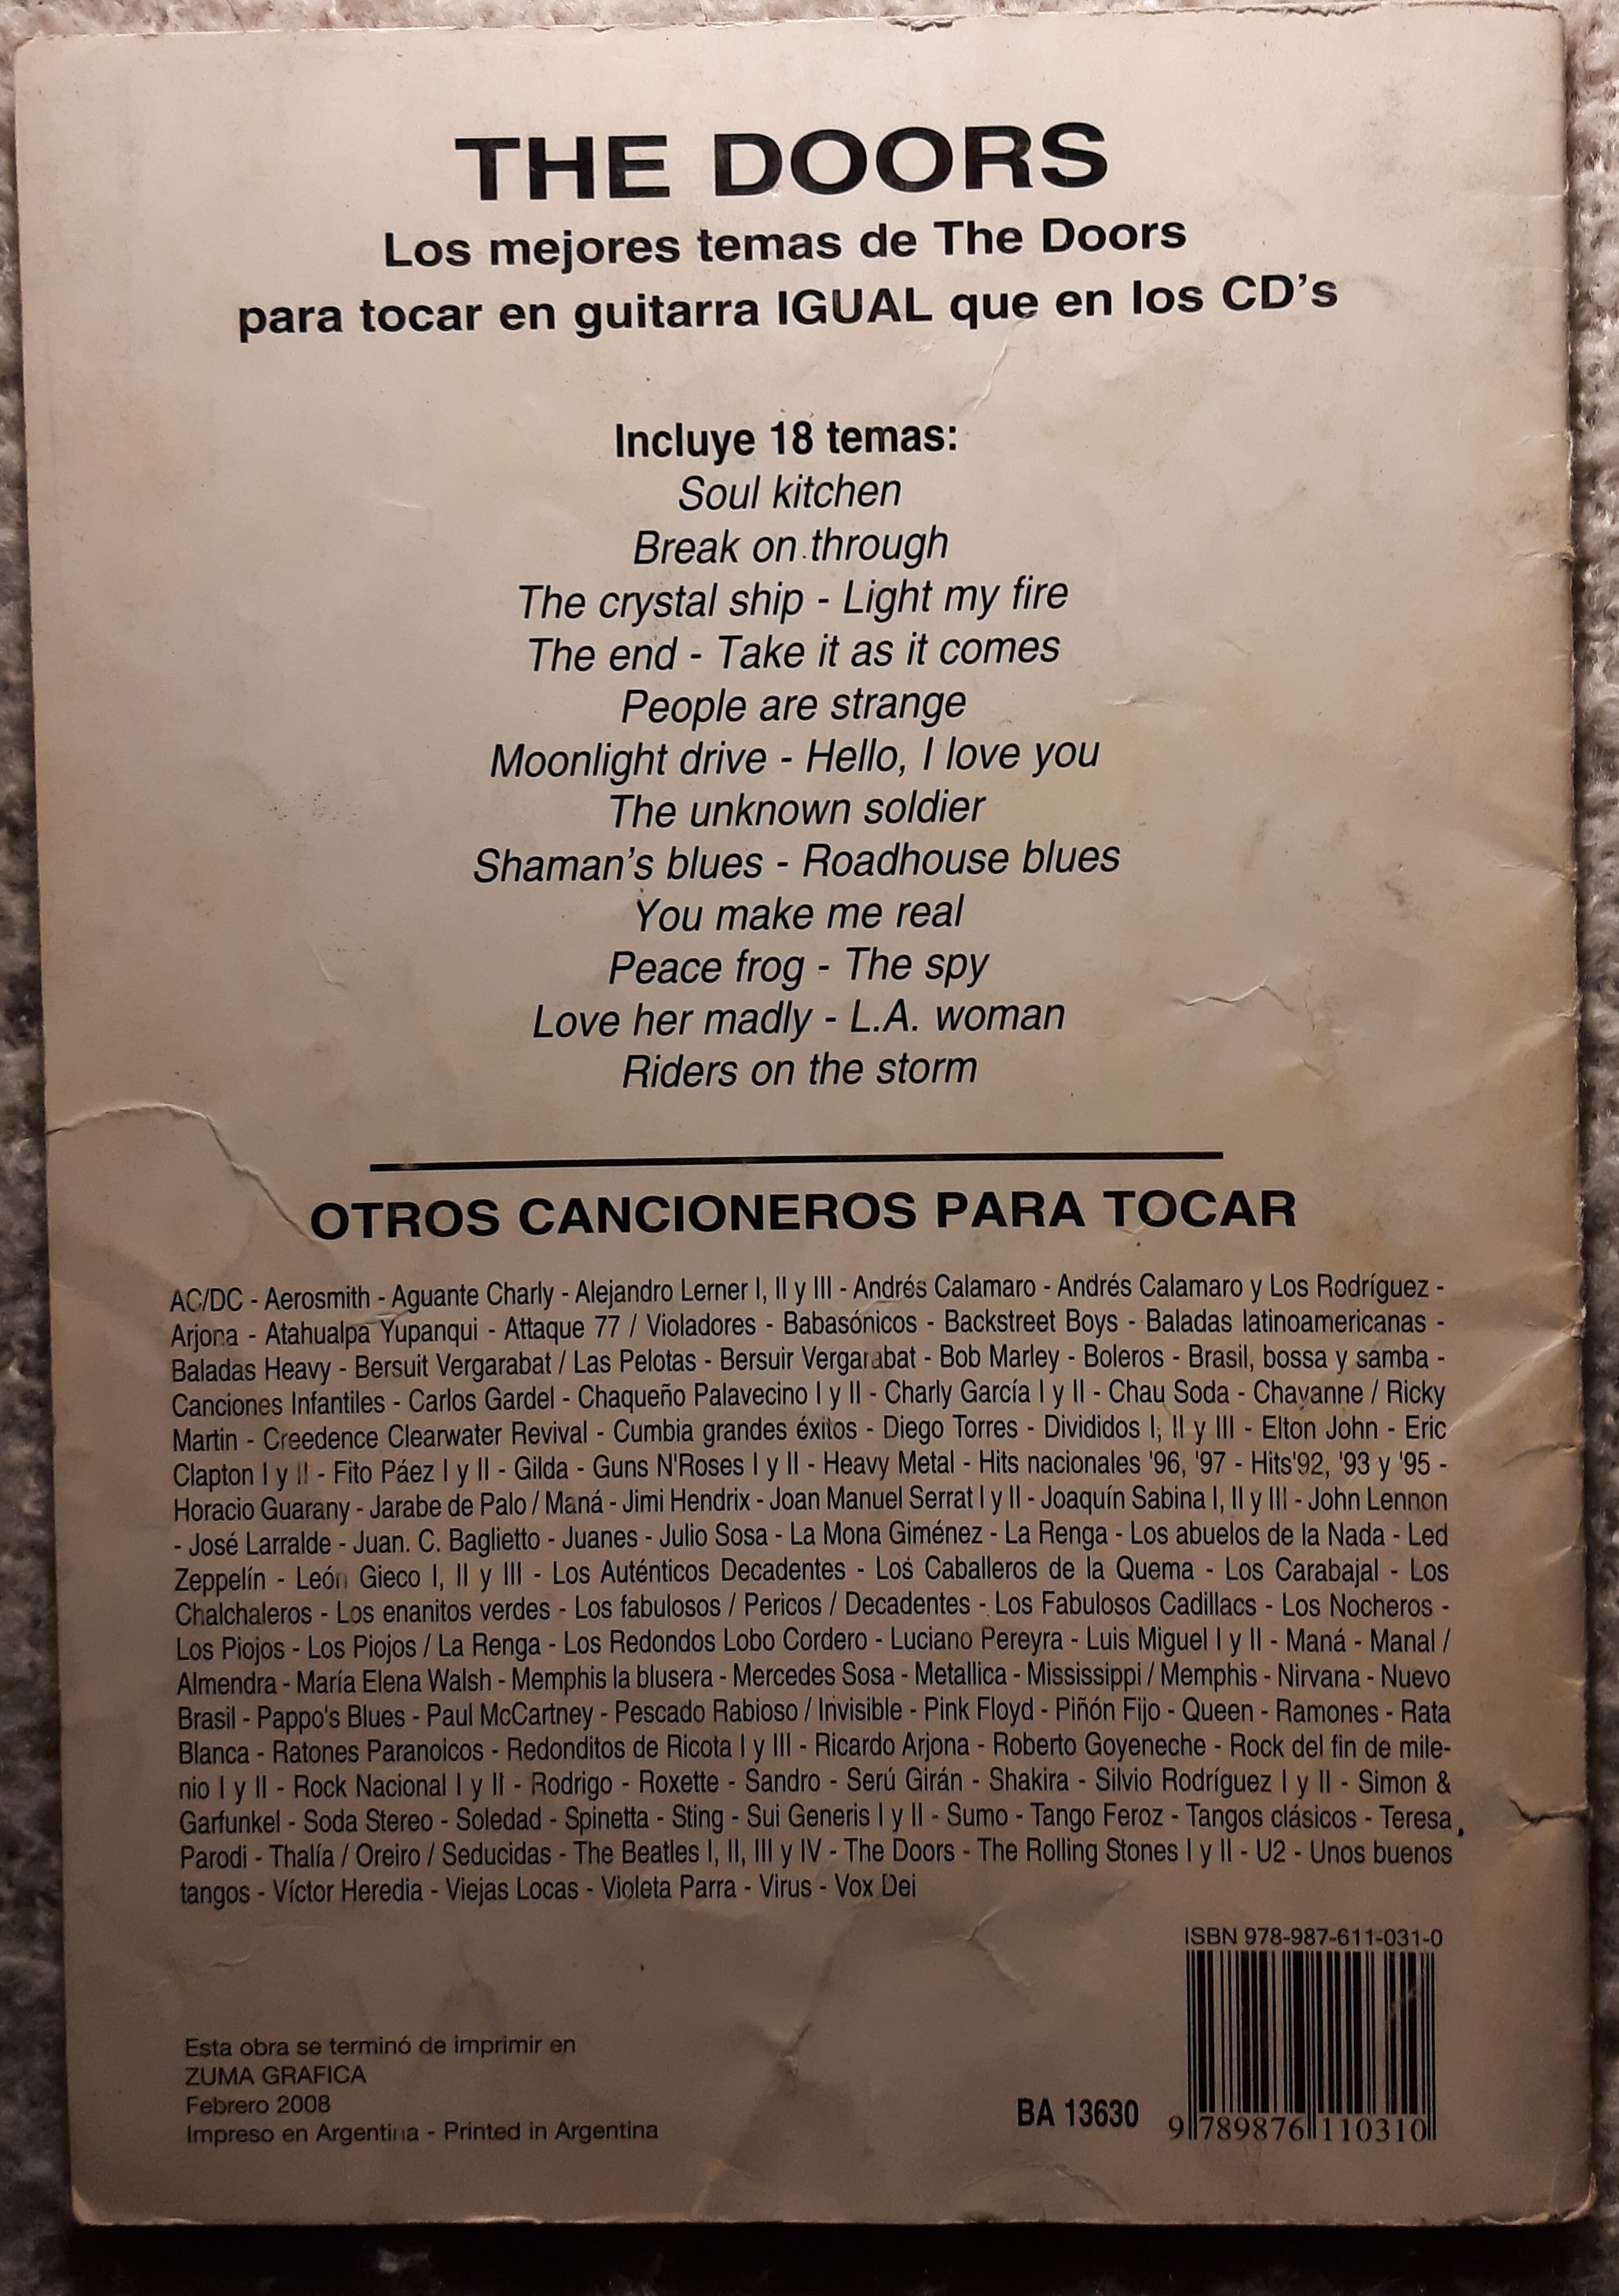 THE DOORS
Los mejores temas de The Doors
para tocar en guitarra IGUAL que en los CD's
Incluye 18 temas:
Soul kitchen
Break on through
The crystal ship - Light my fire
The end - Take it as it comes
People are strange
Moonlight drive - Hello, I love you
The unknown soldier
Shaman's blues - Roadhouse blues
You make me real
Peace frog - The spy
Love her madly - L.A. woman
Riders on the storm
OTROS CANCIONEROS PARA TOCAR
AC/DC - Aerosmith - Aguante Charly - Alejandro Lerner I, II y III - Andrés Calamaro - Andrés Calamaro y Los Rodríguez -
Arjona - Atahualpa Yupanqui - Attaque 77 / Violadores - Babasónicos - Backstreet Boys - Baladas latinoamericanas -
Baladas Heavy - Bersuit Vergarabat / Las Pelotas - Bersuir Vergarabat - Bob Marley - Boleros - Brasil, bossa y samba -
Canciones Infantiles - Carlos Gardel - Chaqueño Palavecino I y II - Charly García I y II - Chau Soda - Chayanne / Ricky
Martin - Creedence Clearwater Revival - Cumbia grandes éxitos - Diego Torres - Divididos I, II y III - Elton John - Eric
Clapton I y II - Fito Páez I y II - Gilda - Guns N'Roses I y II - Heavy Metal - Hits nacionales '96, '97 - Hits'92, '93 y '95 -
Horacio Guarany - Jarabe de Palo / Maná - Jimi Hendrix - Joan Manuel Serrat I y II - Joaquín Sabina I, II y III - John Lennon
- José Larralde - Juan. C. Baglietto - Juanes - Julio Sosa - La Mona Giménez - La Renga - Los abuelos de la Nada - Led
Zeppelín - León Gieco I, II y III - Los Auténticos Decadentes - Los Caballeros de la Quema - Los Carabajal - Los
Chalchaleros - Los enanitos verdes - Los fabulosos / Pericos / Decadentes - Los Fabulosos Cadillacs - Los Nocheros -
Los Piojos - Los Piojos / La Renga - Los Redondos Lobo Cordero - Luciano Pereyra - Luis Miguel I y II - Maná - Manal /
Almendra - María Elena Walsh - Memphis la blusera - Mercedes Sosa - Metallica - Mississippi / Memphis - Nirvana - Nuevo
Brasil - Pappo's Blues - Paul McCartney - Pescado Rabioso / Invisible - Pink Floyd - Piñón Fijo - Queen - Ramones - Rata
Blanca - Ratones Paranoicos - Redonditos de Ricota I y III - Ricardo Arjona - Roberto Goyeneche - Rock del fin de mile-
nio I y II - Rock Nacional I y II - Rodrigo - Roxette - Sandro - Serú Girán - Shakira - Silvio Rodríguez I y II - Simon &
Garfunkel - Soda Stereo - Soledad - Spinetta - Sting - Sui Generis I y II - Sumo - Tango Feroz - Tangos clásicos - Teresa
Parodi - Thalía / Oreiro / Seducidas - The Beatles I, II, III y IV - The Doors - The Rolling Stones I y II - U2 - Unos buenos
tangos - Víctor Heredia - Viejas Locas - Violeta Parra - Virus - Vox Dei
ISBN 978-987-611-031-0
Esta obra se terminó de imprimir en
ZUMA GRAFICA
Febrero 2008
Impreso en Argentina - Printed in Argentina
BA 13630
9 789876 110310